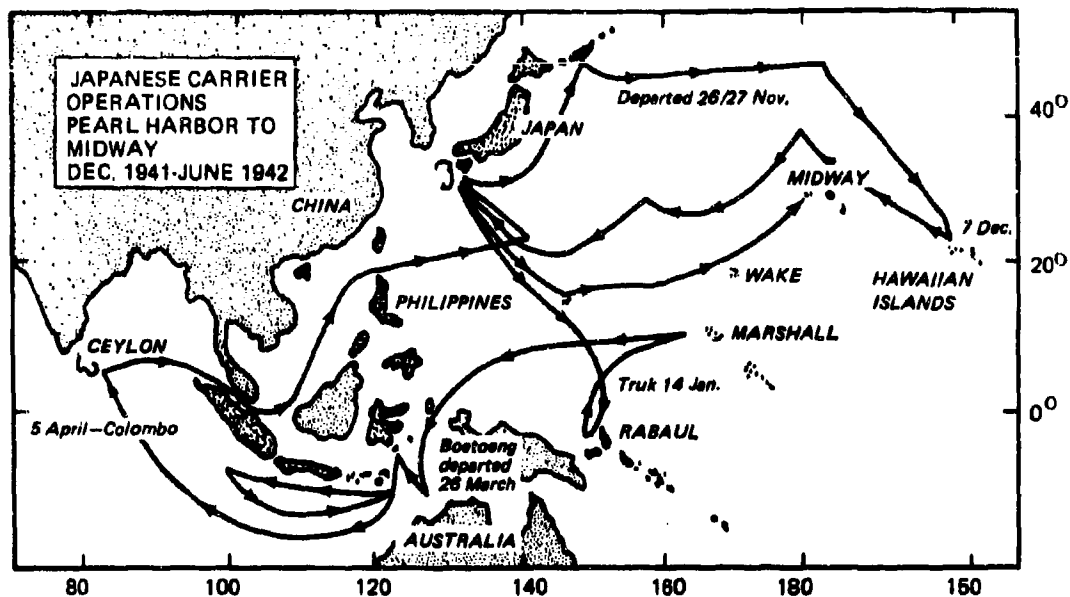 JAPANESE CARRIER
OPERATIONS
PEARL HARBOR TO
MIDWAY
DEC. 1941-JUNE 1942
Departed 26/27 Nov.
JAPAN
40⁰
CHINA
MIDWAY
7 Dec.
20⁰
WAKE
HAWAIIAN
ISLANDS
PHILIPPINES
CEYLON
MARSHALL
Truk 14 Jan.
0⁰
5 April—Colombo
RABAUL
Boetoeng
departed
26 March
AUSTRALIA
80
100
120
140
160
180
150